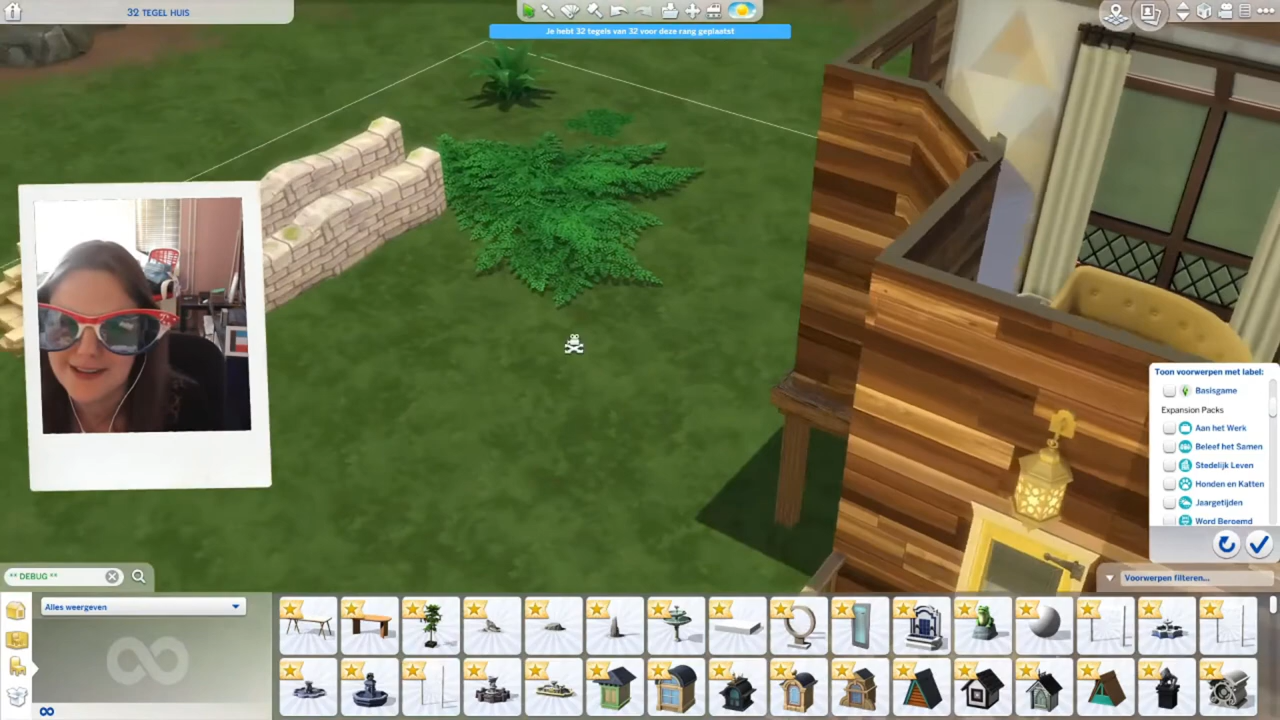 32 TEGEL HUIS
Je hebt 32 tegels van 32 voor deze rang geplaatst
Toon voorwerpen met label:
Basisgame
Expansion Packs
Aan het Werk
Beleef het Samen
Stedelijk Leven
Honden en Katten
Jaargetijden
Word Beroemd
** DEBUG **
Voorwerpen filteren...
Alles weergeven